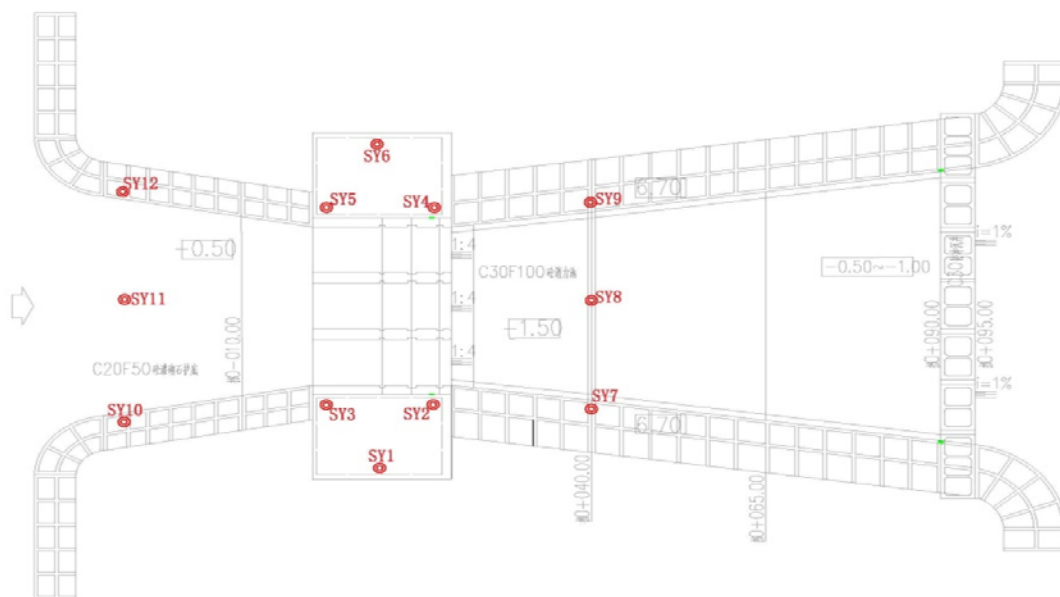 SY6
SY12
SY5
SY4
SY9
6.70
-0.50
1:4
C30F100
i=1%
-0.50~-1.00
SY11
1:4
SY8
-1.50
0-010.00
0+090.00
0+095.00
C20F50
1:4
SY10
SY3
SY2
SY7
6.70
i=1%
SY1
0+040.00
0+065.00